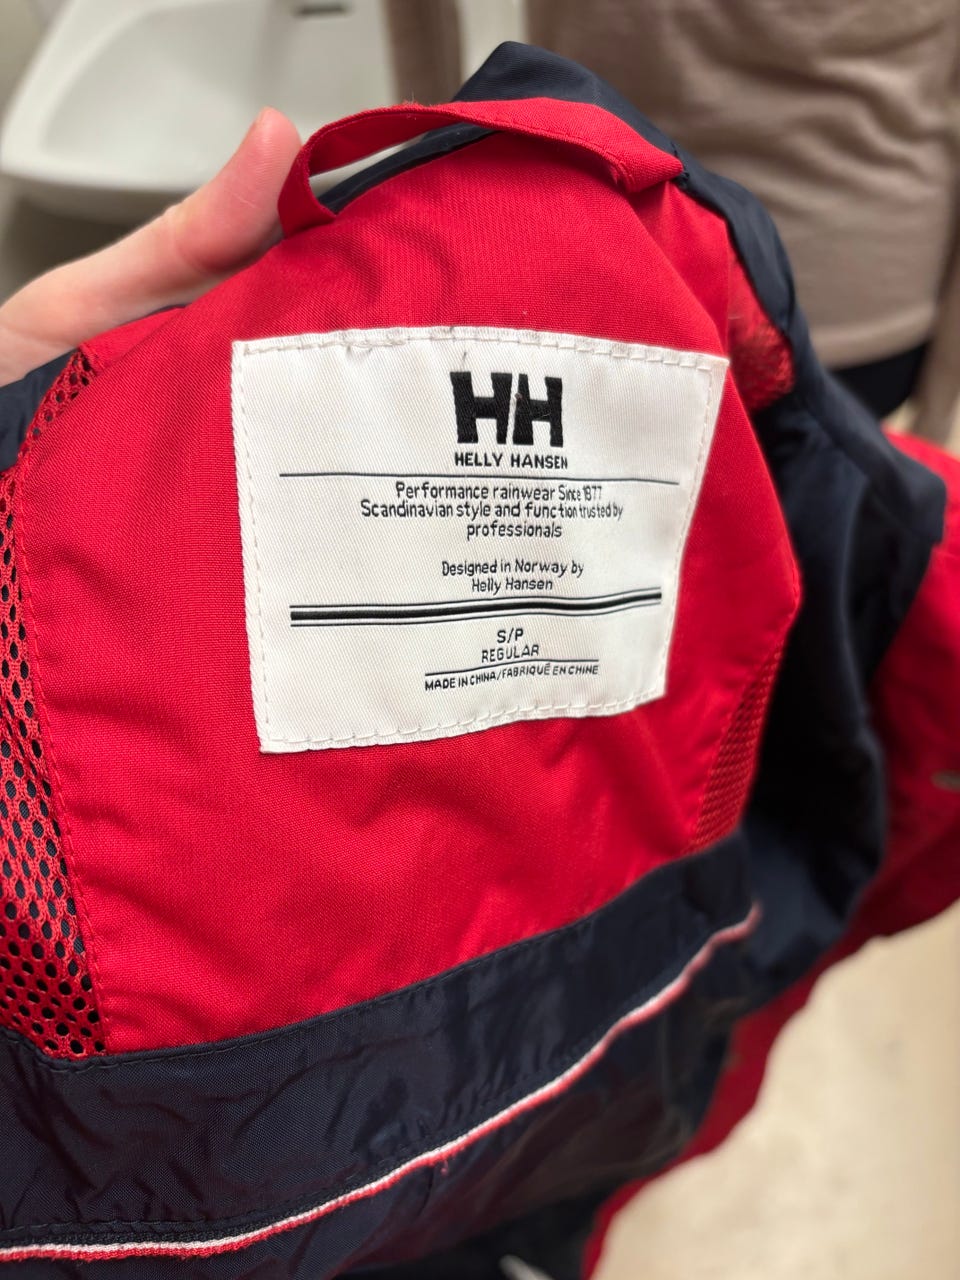 HH
HELLY HANSEN
Performance rainwear Since 1877
Scandinavian style and function trusted by
professionals
Designed in Norway by
Helly Hansen
S/P
REGULAR
MADE IN CHINA/FABRIQUÉ EN CHINE